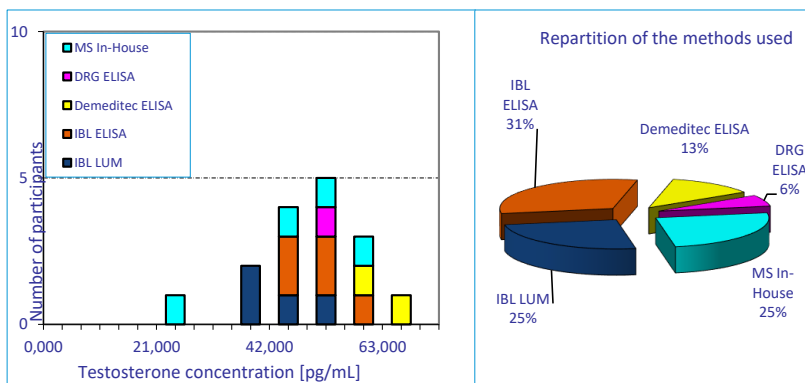 10
MS In-House
DRG ELISA
Demeditec ELISA
IBL ELISA
IBL LUM
5
0
Number of participants
0,000
21,000
42,000
63,000
Testosterone concentration [pg/mL]
Repartition of the methods used
IBL
ELISA
31%
Demeditec ELISA
13%
DRG
ELISA
6%
MS In-
House
25%
IBL LUM
25%